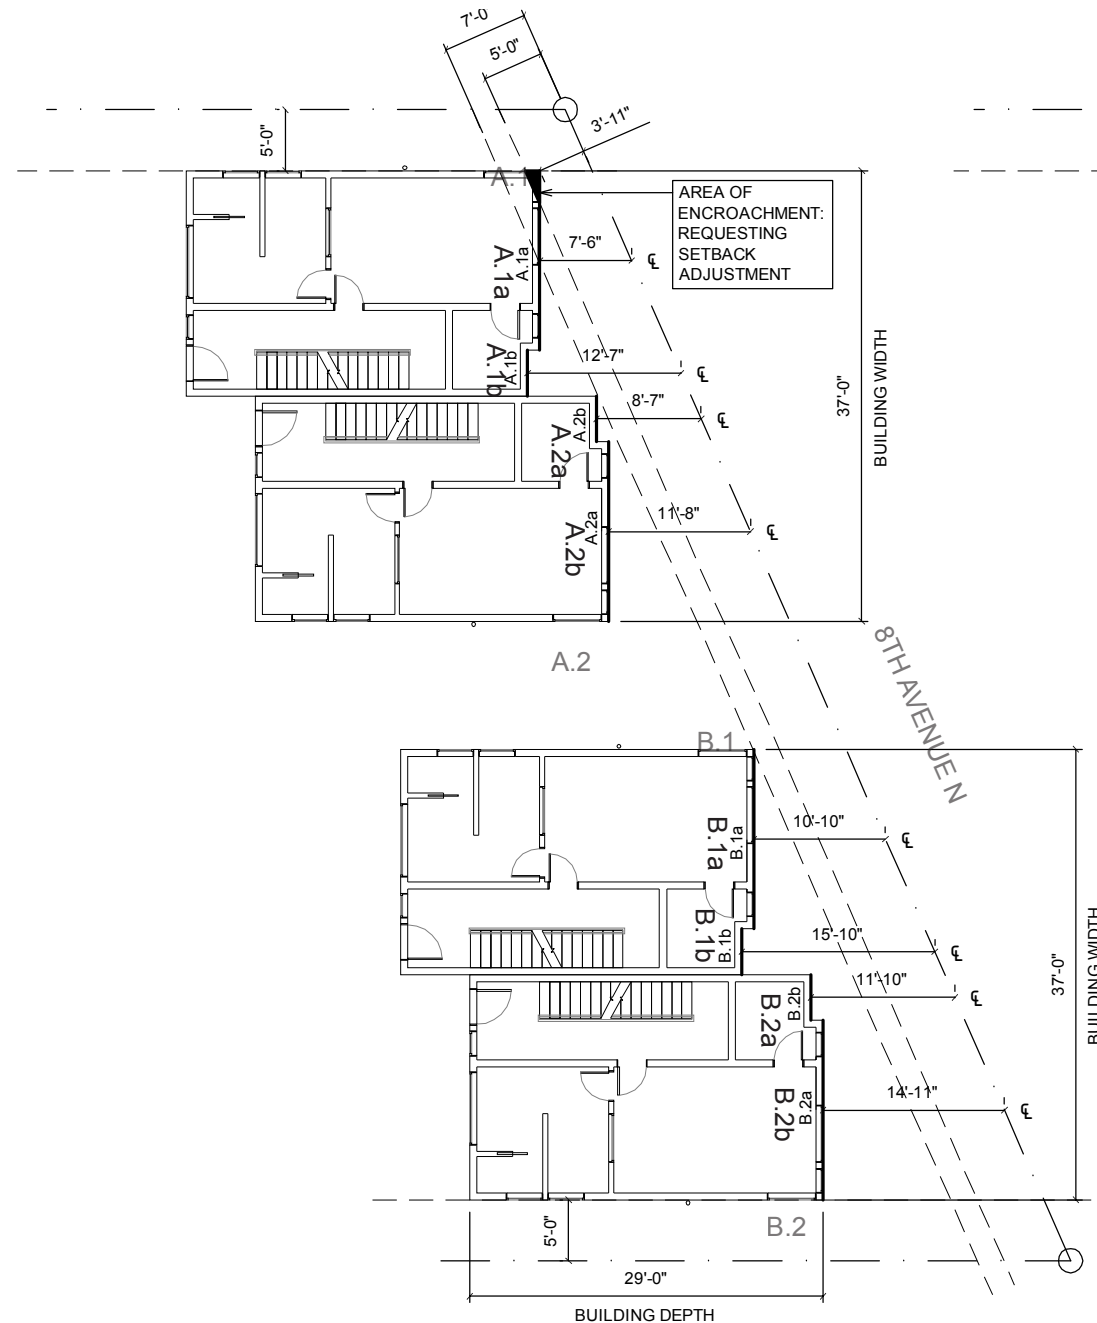 7'-0
5'-0"
3'-11"
5'-0"
A.1
AREA OF
ENCROACHMENT:
REQUESTING
SETBACK
ADJUSTMENT
A.1a
A.1a
7'-6"
℄
A.1b
A.1b
12'-7"
℄
8'-7"
℄
37'-0"
BUILDING WIDTH
A.2a
A.2b
A.2b
A.2a
11'-8"
℄
A.2
8TH AVENUE N
B.1
B.1a
B.1a
10'-10"
℄
B.1b
B.1b
15'-10"
℄
11'-10"
℄
37'-0"
BUILDING WIDTH
B.2a
B.2b
B.2b
B.2a
14'-11"
℄
B.2
5'-0"
29'-0"
BUILDING DEPTH